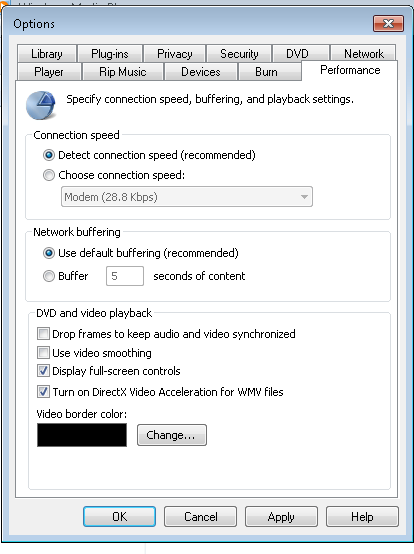 Options
Library Plug-ins Privacy Security DVD Network
Player Rip Music Devices Burn Performance
Specify connection speed, buffering, and playback settings.
Connection speed
Detect connection speed (recommended)
Choose connection speed:
Modem (28.8 Kbps)
Network buffering
Use default buffering (recommended)
Buffer 5 seconds of content
DVD and video playback
Drop frames to keep audio and video synchronized
Use video smoothing
Display full-screen controls
Turn on DirectX Video Acceleration for WMV files
Video border color:
Change...
OK Cancel Apply Help